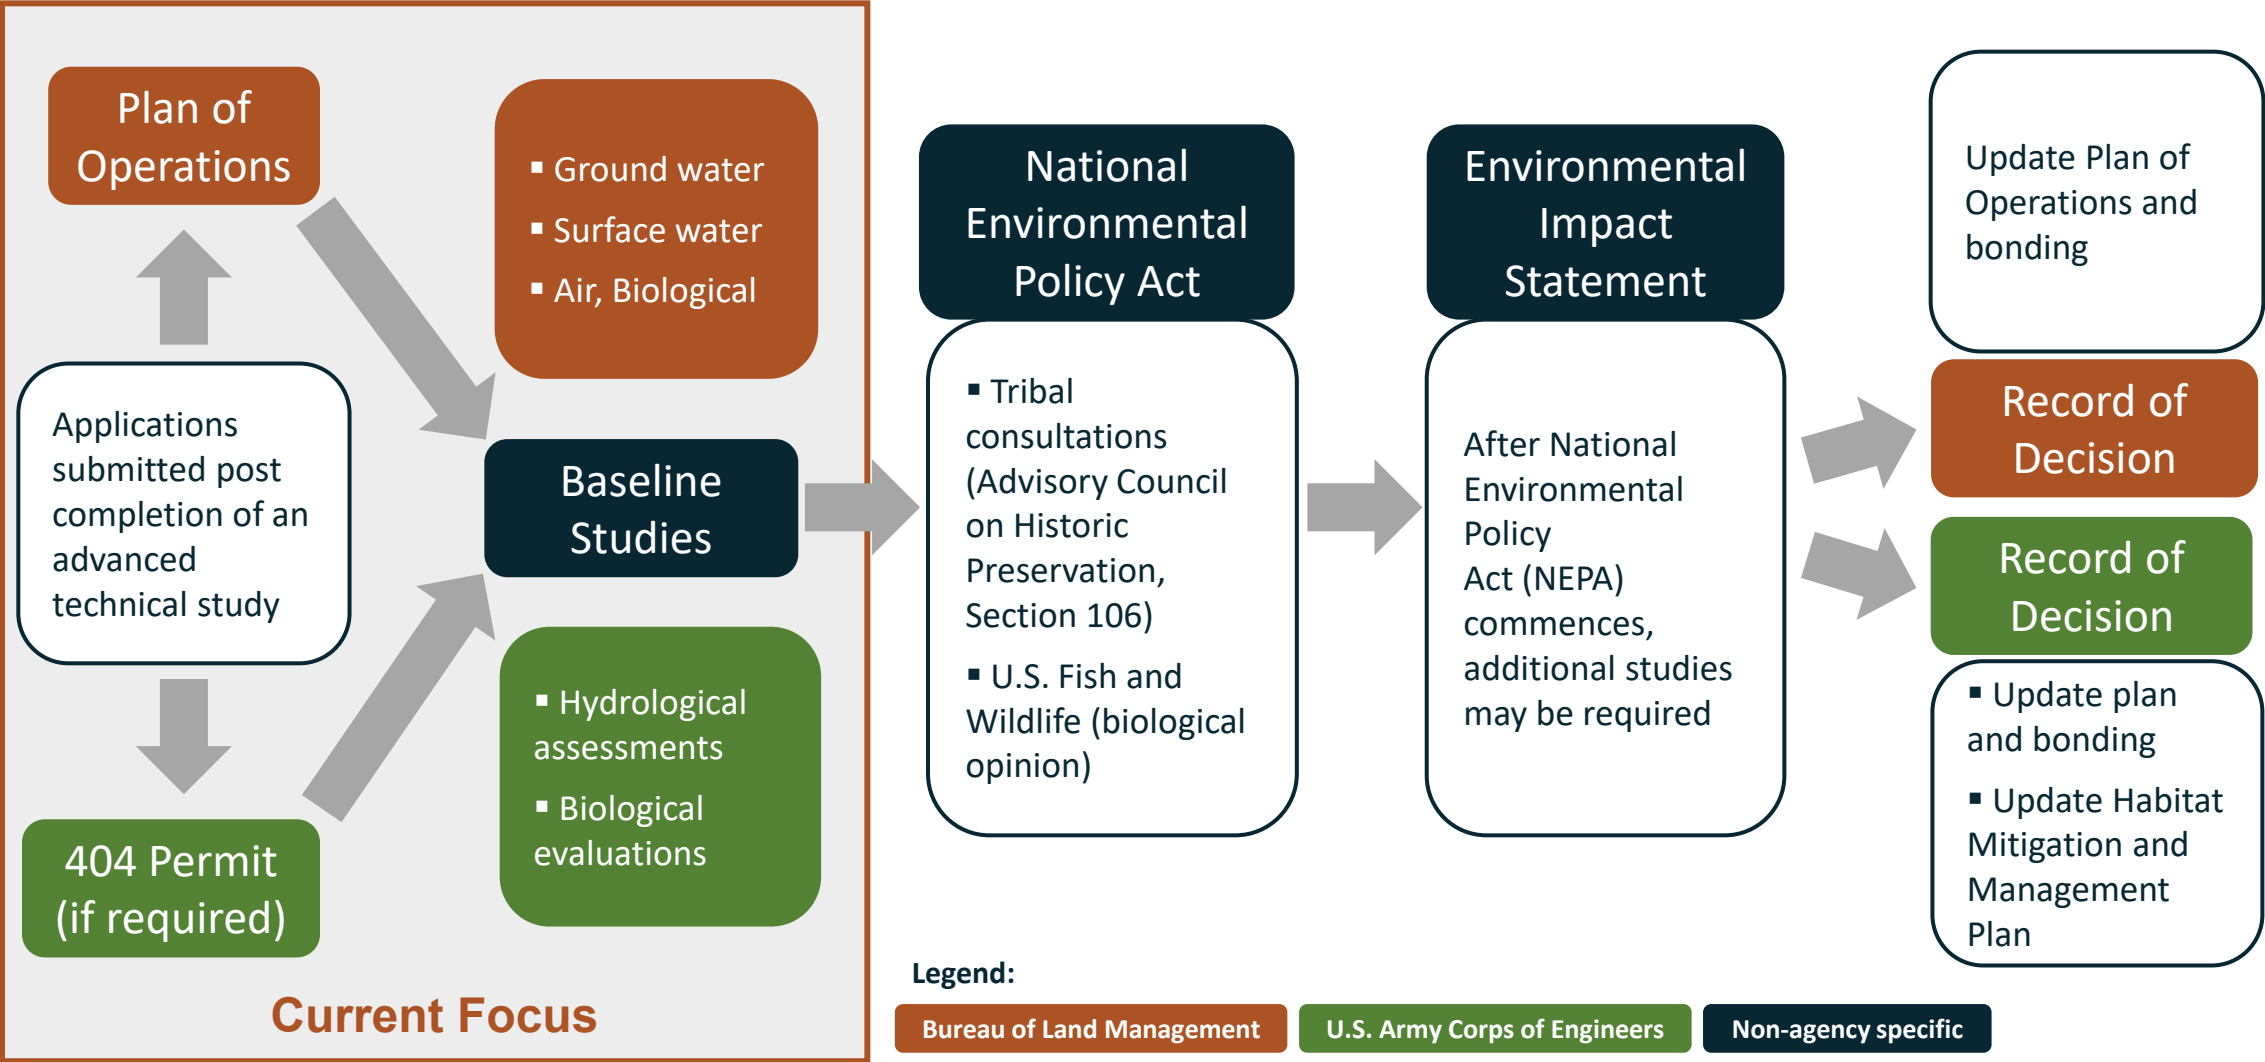 Plan of
Operations
Applications
submitted post
completion of an
advanced
technical study
404 Permit
(if required)
▪ Ground water
▪ Surface water
▪ Air, Biological
Baseline
Studies
▪ Hydrological
assessments
▪ Biological
evaluations
Current Focus
National
Environmental
Policy Act
▪ Tribal
consultations
(Advisory Council
on Historic
Preservation,
Section 106)
▪ U.S. Fish and
Wildlife (biological
opinion)
Environmental
Impact
Statement
After National
Environmental
Policy
Act (NEPA)
commences,
additional studies
may be required
Update Plan of
Operations and
bonding
Record of
Decision
Record of
Decision
▪ Update plan
and bonding
▪ Update Habitat
Mitigation and
Management
Plan
Legend:
Bureau of Land Management
U.S. Army Corps of Engineers
Non-agency specific